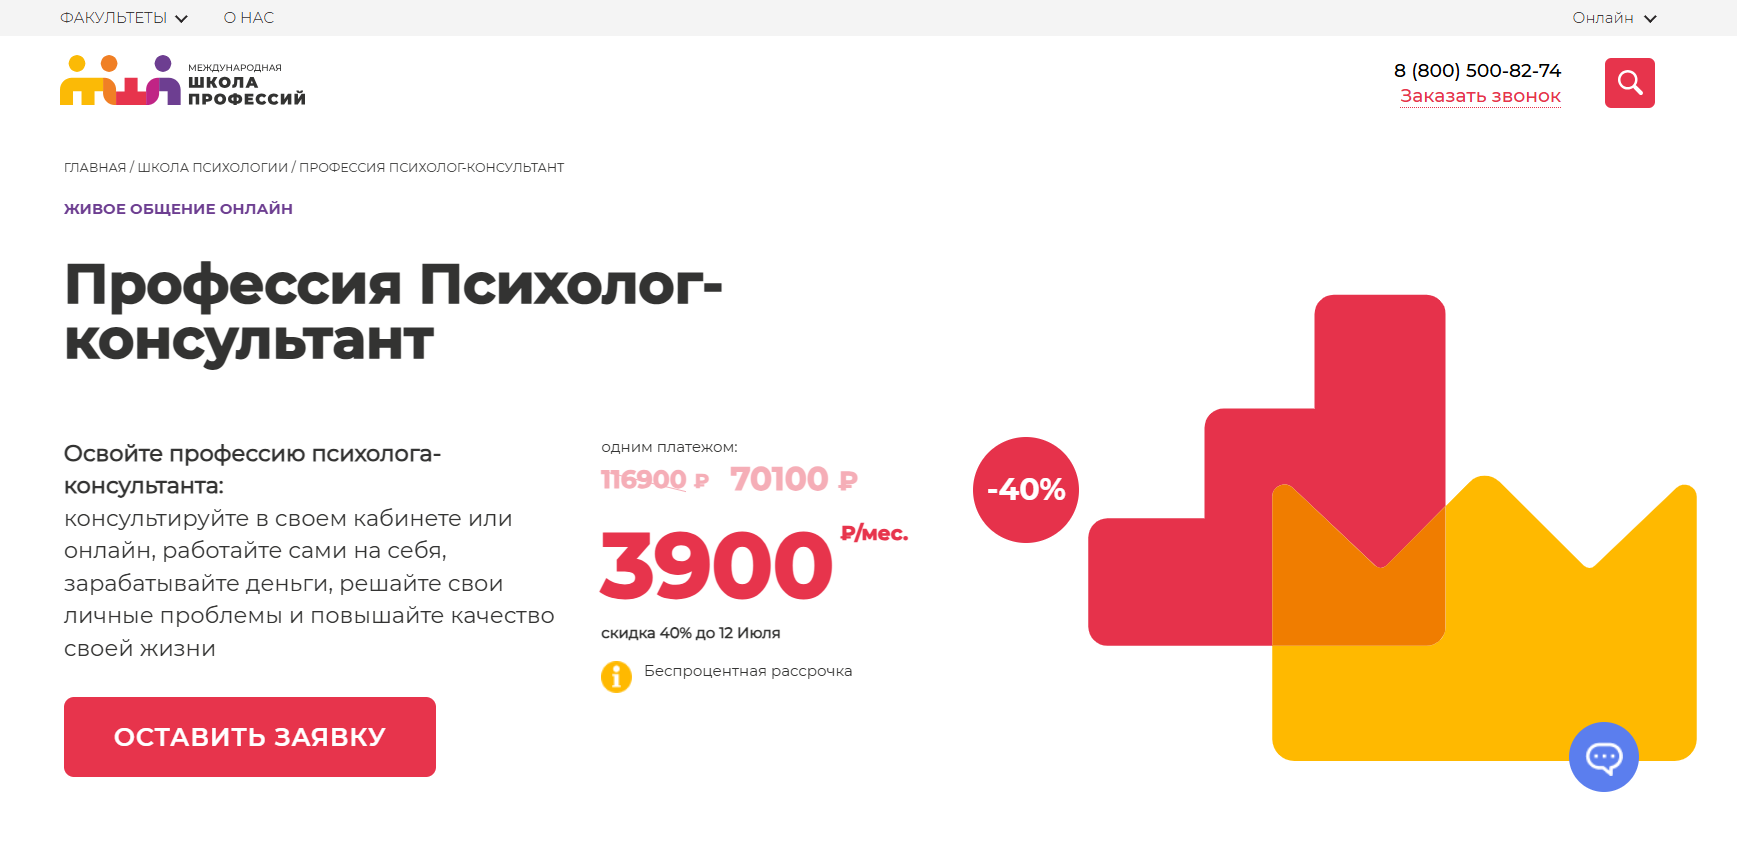 ФАКУЛЬТЕТЫ О НАС Онлайн
МЕЖДУНАРОДНАЯ
ШКОЛА
ПРОФЕССИЙ
8 (800) 500-82-74
Заказать звонок
ГЛАВНАЯ / ШКОЛА ПСИХОЛОГИИ / ПРОФЕССИЯ ПСИХОЛОГ-КОНСУЛЬТАНТ
ЖИВОЕ ОБЩЕНИЕ ОНЛАЙН
Профессия Психолог-
консультант
Освойте профессию психолога-
консультанта:
консультируйте в своем кабинете или
онлайн, работайте сами на себя,
зарабатывайте деньги, решайте свои
личные проблемы и повышайте качество
своей жизни
ОСТАВИТЬ ЗАЯВКУ
одним платежом:
116900 ₽ 70100 ₽
3900 ₽/мес.
скидка 40% до 12 Июля
Беспроцентная рассрочка
-40%